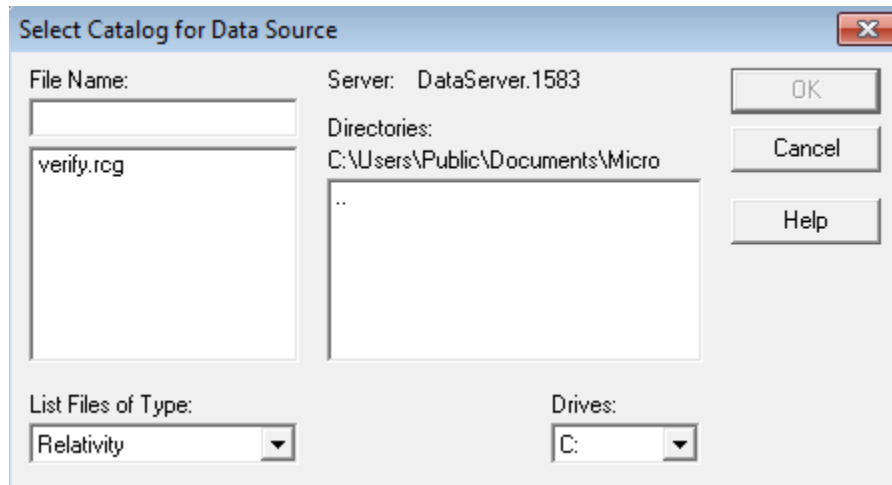 Select Catalog for Data Source
File Name:
verify.rcg
Server: DataServer.1583
Directories:
C:\Users\Public\Documents\Micro
..
OK
Cancel
Help
List Files of Type:
Relativity
Drives:
C: